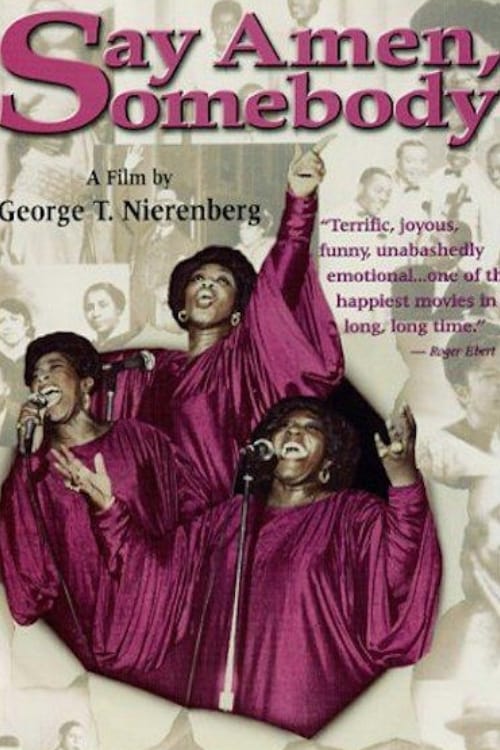 Say Amen,
Somebody
A Film by
George T. Nierenberg
“Terrific, joyous,
funny, unabashedly
emotional...one of th
happiest movies in
long, long time.”
— Roger Ebert